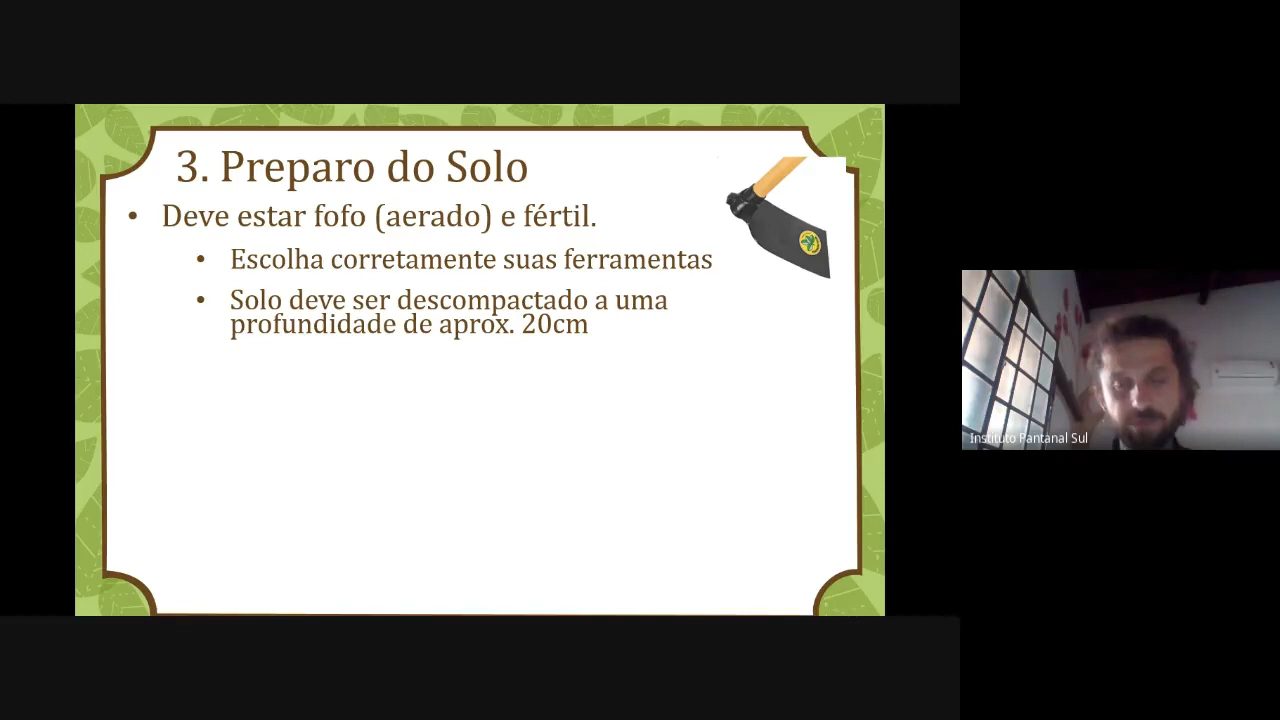 3. Preparo do Solo
• Deve estar fofo (aerado) e fértil.
• Escolha corretamente suas ferramentas
• Solo deve ser descompactado a uma
profundidade de aprox. 20cm
Instituto Pantanal Sul